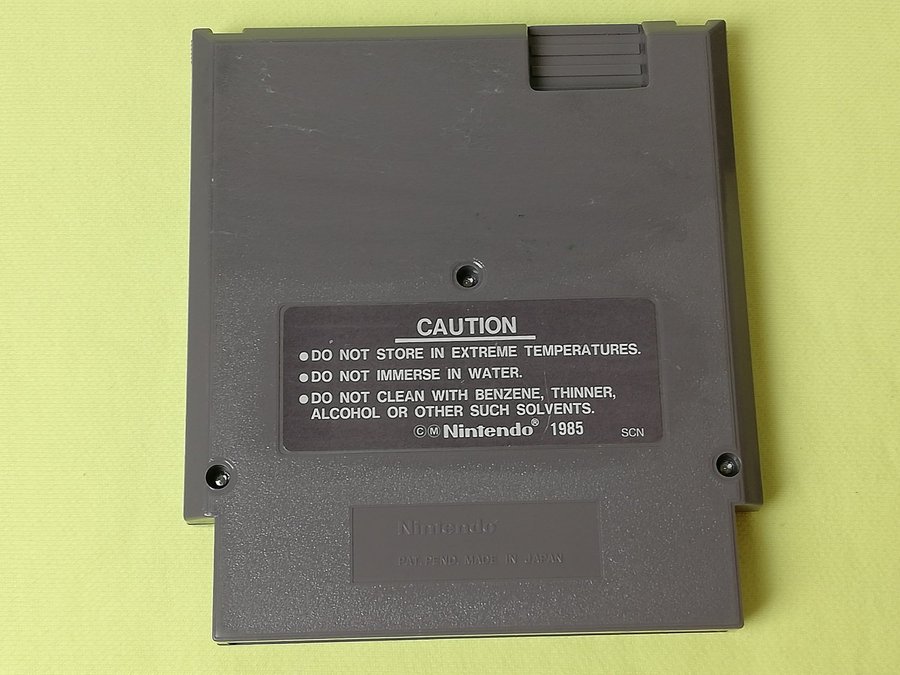 CAUTION
●DO NOT STORE IN EXTREME TEMPERATURES.
●DO NOT IMMERSE IN WATER.
●DO NOT CLEAN WITH BENZENE, THINNER,
ALCOHOL OR OTHER SUCH SOLVENTS.
ⒸⓂNintendo® 1985 SCN
Nintendo
PAT. PEND. MADE IN JAPAN